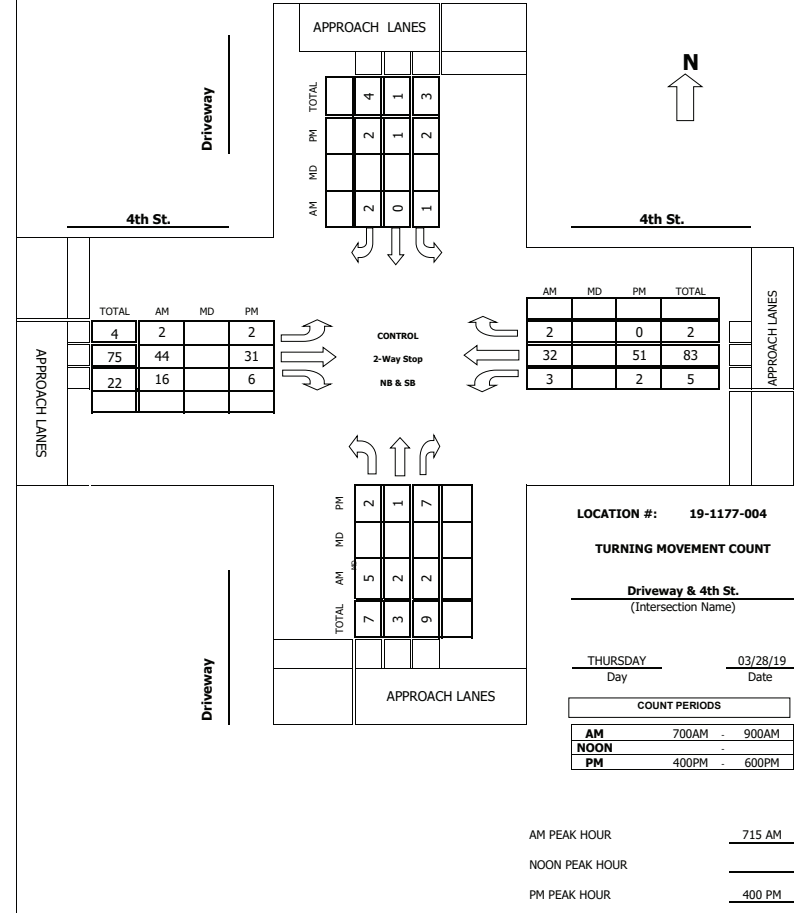 APPROACH LANES
N
TOTAL 4 1 3
PM 2 1 2
MD
AM 2 0 1
Driveway
4th St.
4th St.
TOTAL AM MD PM
4 2 2
75 44 31
22 16 6
APPROACH LANES
CONTROL
2-Way Stop
NB & SB
AM MD PM TOTAL
2 0 2
32 51 83
3 2 5
APPROACH LANES
PM 2 1 7
MD
MD
AM 5 2 2
TOTAL 7 3 9
APPROACH LANES
Driveway
LOCATION #: 19-1177-004
TURNING MOVEMENT COUNT
Driveway & 4th St.
(Intersection Name)
THURSDAY 03/28/19
Day Date
COUNT PERIODS
AM 700AM - 900AM
NOON -
PM 400PM - 600PM
AM PEAK HOUR 715 AM
NOON PEAK HOUR
PM PEAK HOUR 400 PM